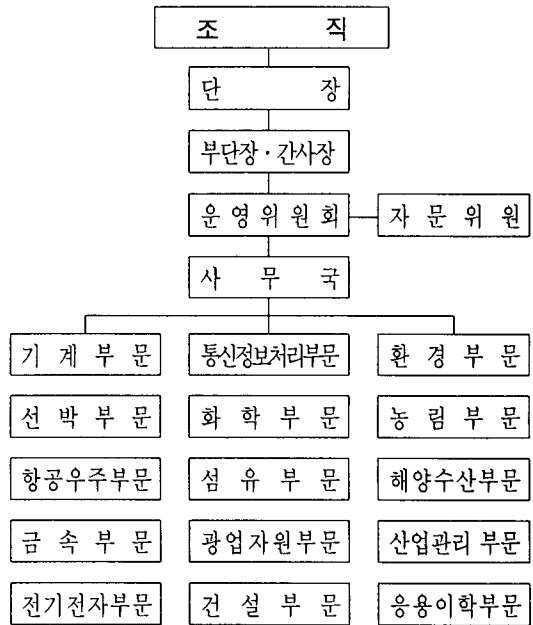 조 직
단 장
부단장·간사장
운영위원회 자문위원
사 무 국
기계부문 통신정보처리부문 환경부문
선박부문 화학부문 농림부문
항공우주부문 섬유부문 해양수산부문
금속부문 광업자원부문 산업관리 부문
전기전자부문 건설부문 응용이학부문